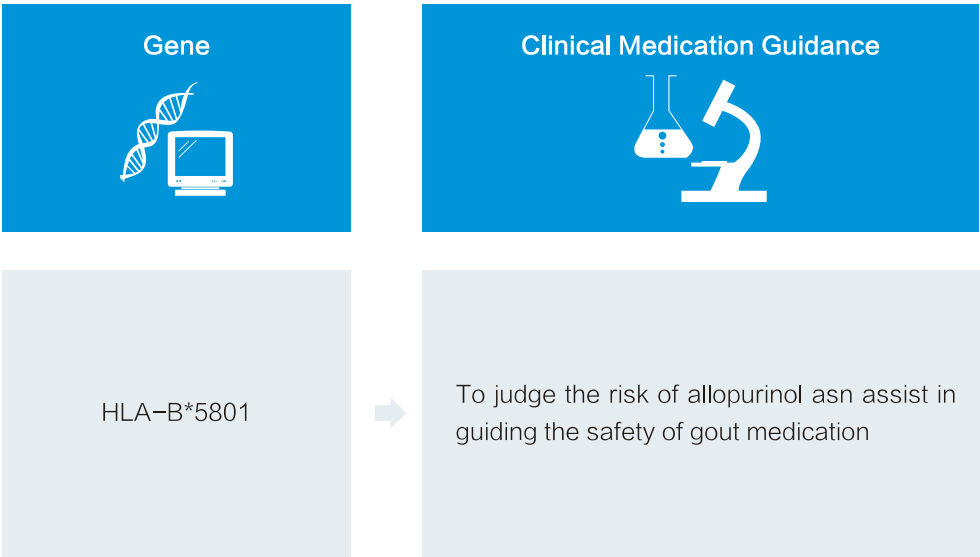 Gene
Clinical Medication Guidance
HLA-B*5801
To judge the risk of allopurinol asn assist in
guiding the safety of gout medication